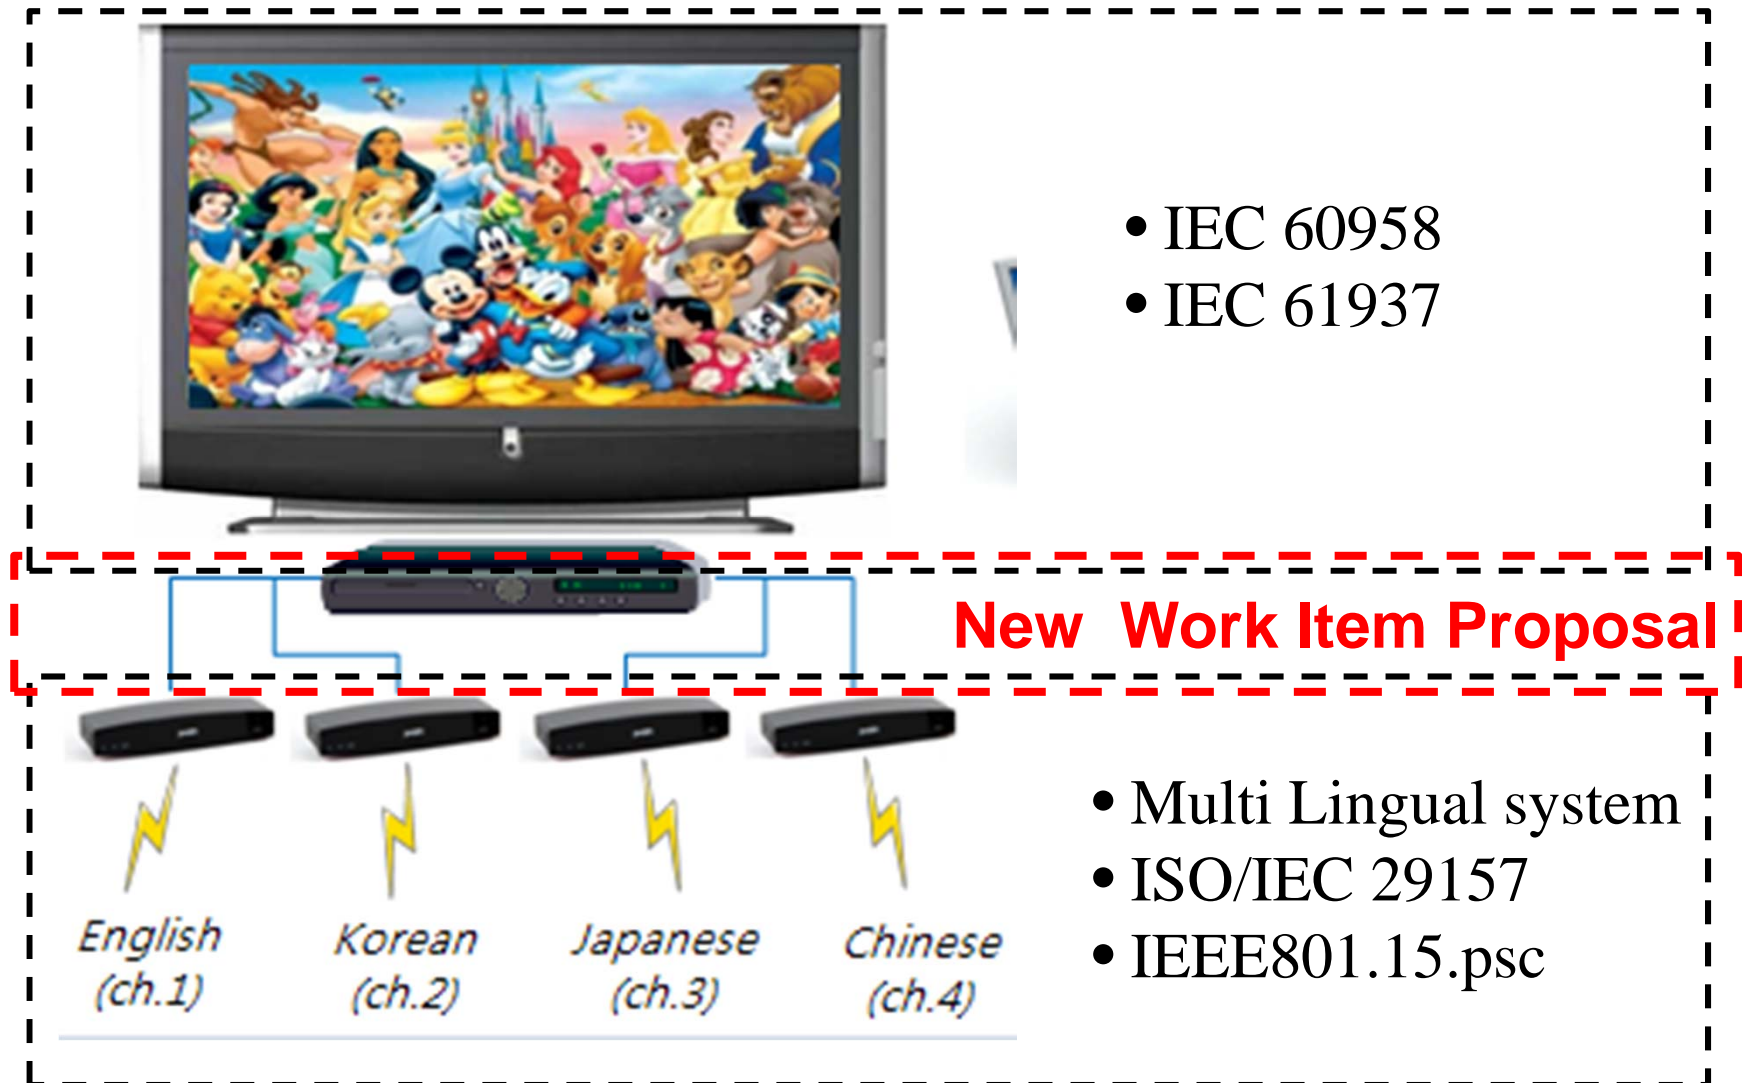 • IEC 60958
• IEC 61937
New Work Item Proposal
• Multi Lingual system
• ISO/IEC 29157
• IEEE801.15.psc
English
(ch.1)
Korean
(ch.2)
Japanese
(ch.3)
Chinese
(ch.4)